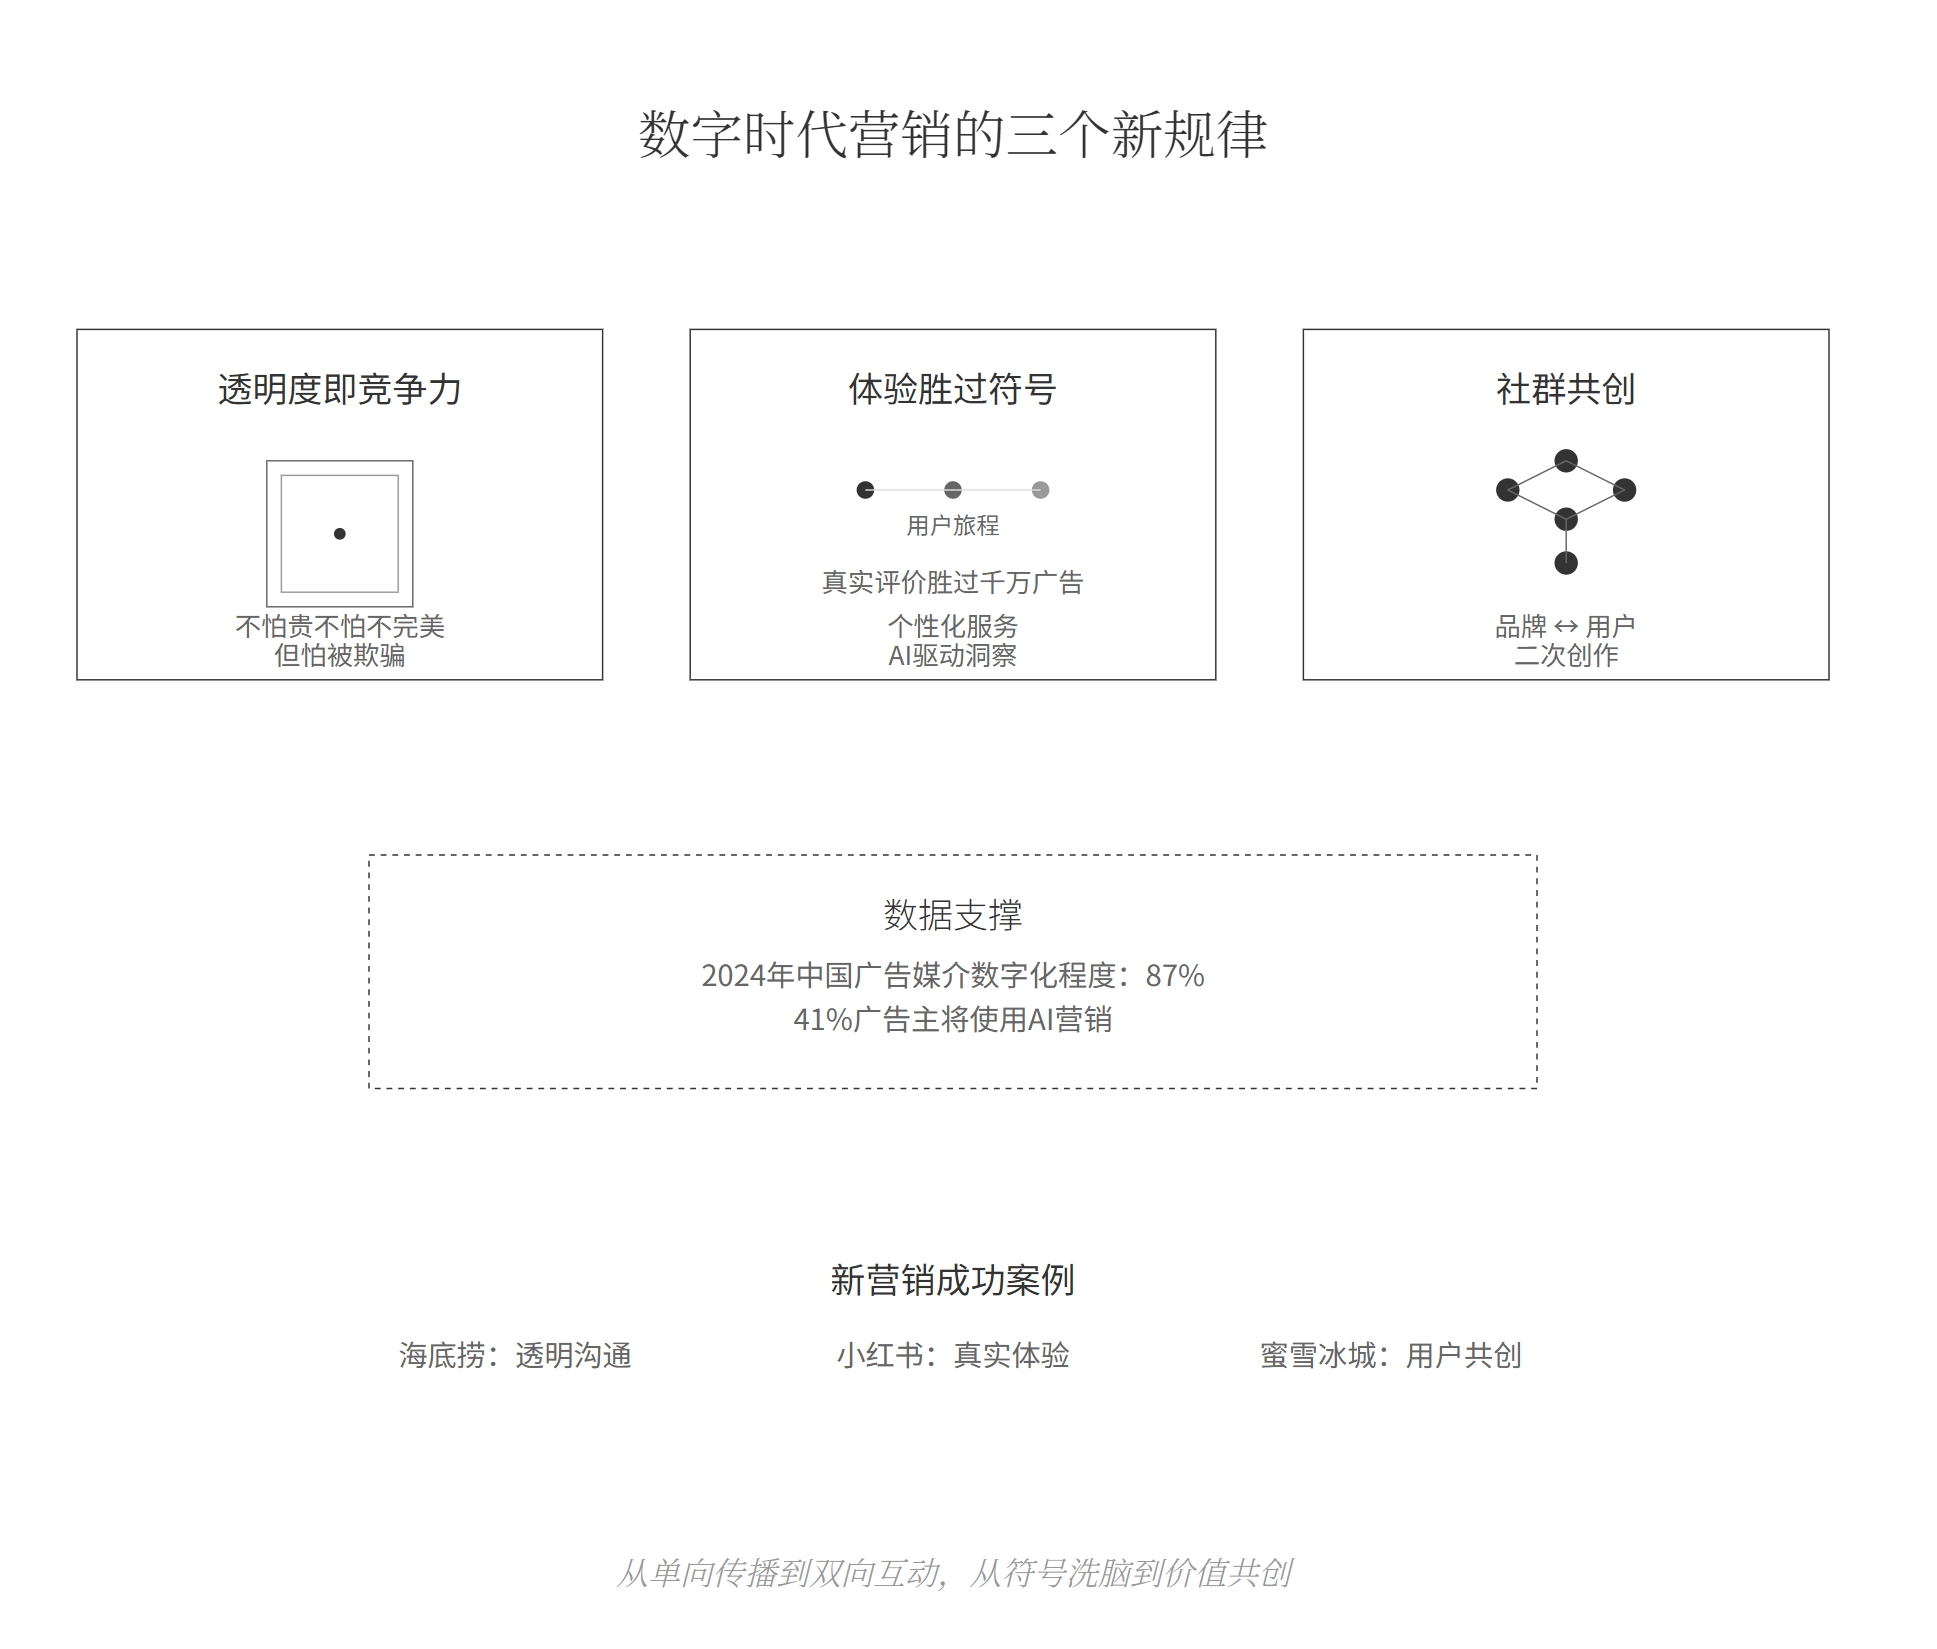 数字时代营销的三个新规律
透明度即竞争力
不怕贵不怕不完美
但怕被欺骗
体验胜过符号
用户旅程
真实评价胜过千万广告
个性化服务
AI驱动洞察
社群共创
品牌 ↔ 用户
二次创作
数据支撑
2024年中国广告媒介数字化程度：87%
41%广告主将使用AI营销
新营销成功案例
海底捞：透明沟通
小红书：真实体验
蜜雪冰城：用户共创
从单向传播到双向互动，从符号洗脑到价值共创